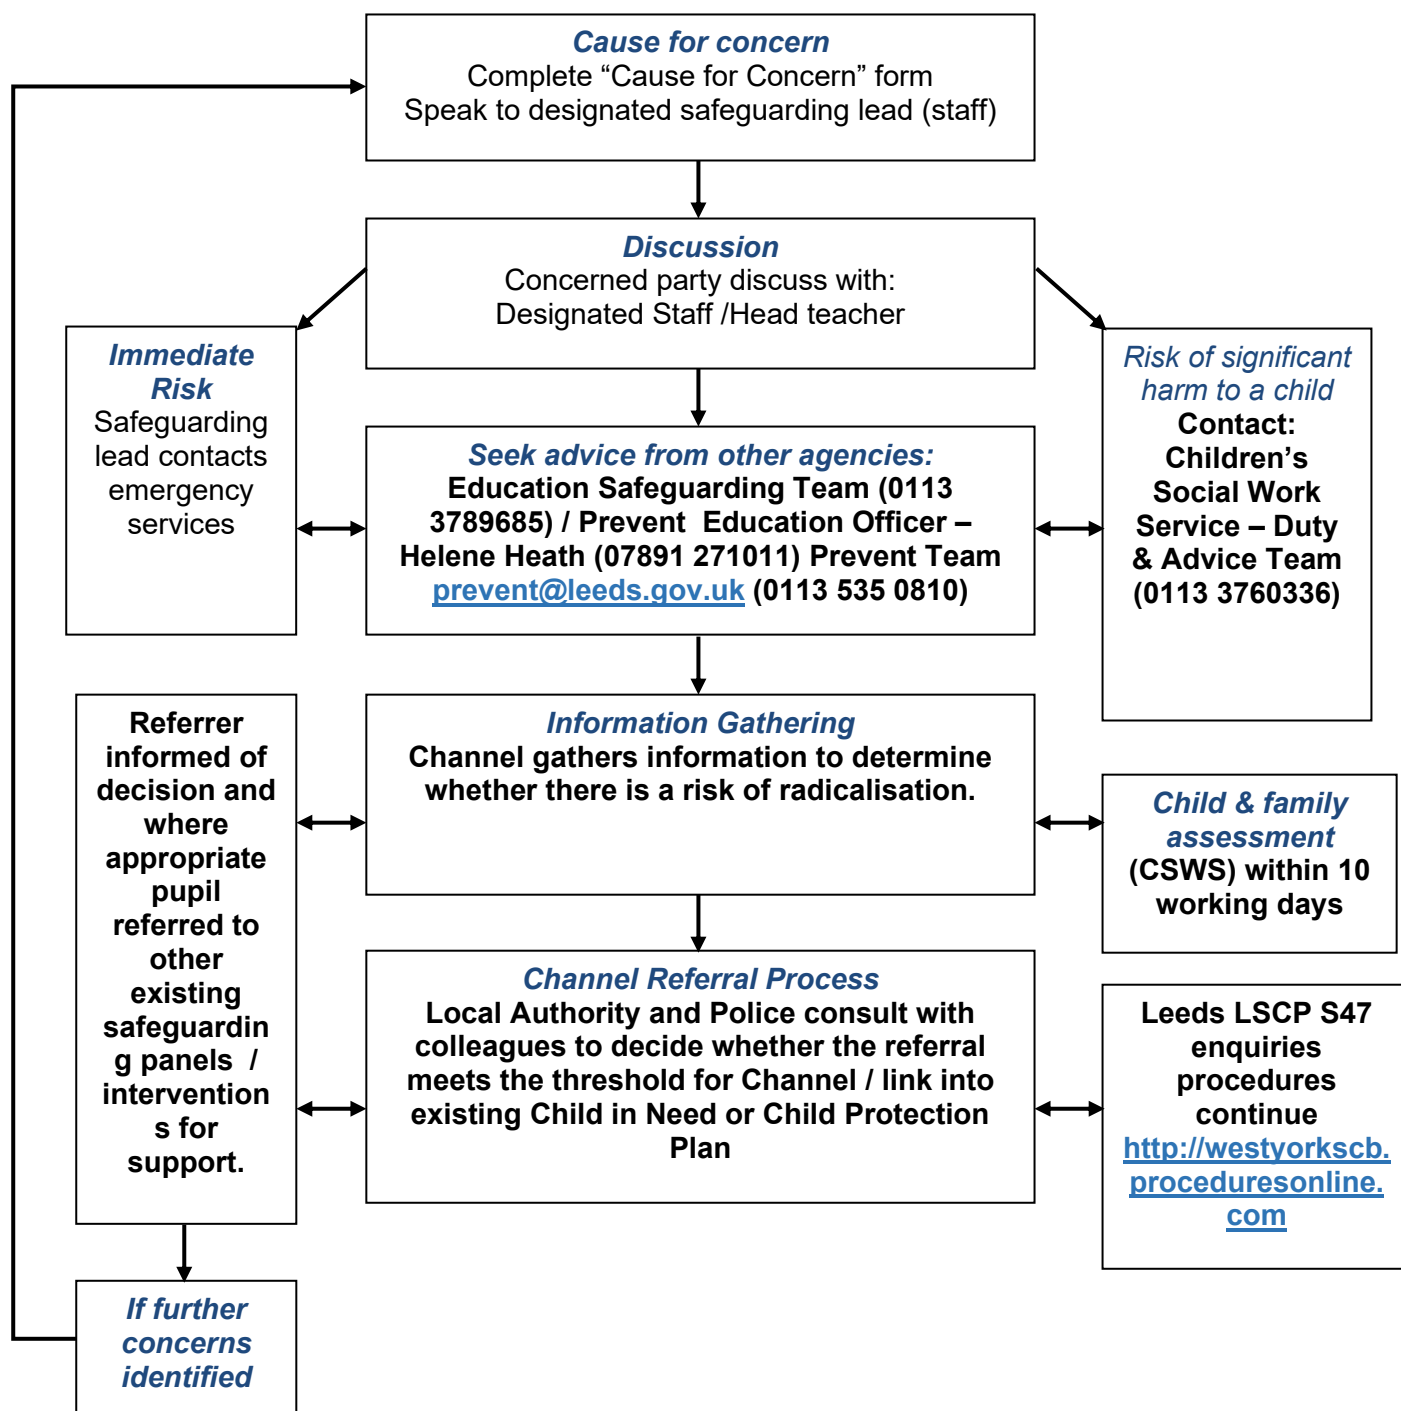 Cause for concern
Complete “Cause for Concern” form
Speak to designated safeguarding lead (staff)
Discussion
Concerned party discuss with:
Designated Staff /Head teacher
Immediate
Risk
Safeguarding
lead contacts
emergency
services
Risk of significant
harm to a child
Contact:
Children’s
Social Work
Service – Duty
& Advice Team
(0113 3760336)
Seek advice from other agencies:
Education Safeguarding Team (0113
3789685) / Prevent  Education Officer –
Helene Heath (07891 271011) Prevent Team
prevent@leeds.gov.uk (0113 535 0810)
Information Gathering
Channel gathers information to determine
whether there is a risk of radicalisation.
Referrer
informed of
decision and
where
appropriate
pupil
referred to
other
existing
safeguardin
g panels  /
intervention
s for
support.
Child & family
assessment
(CSWS) within 10
working days
Channel Referral Process
Local Authority and Police consult with
colleagues to decide whether the referral
meets the threshold for Channel / link into
existing Child in Need or Child Protection
Plan
Leeds LSCP S47
enquiries
procedures
continue
http://westyorkscb.
proceduresonline.
com
If further
concerns
identified